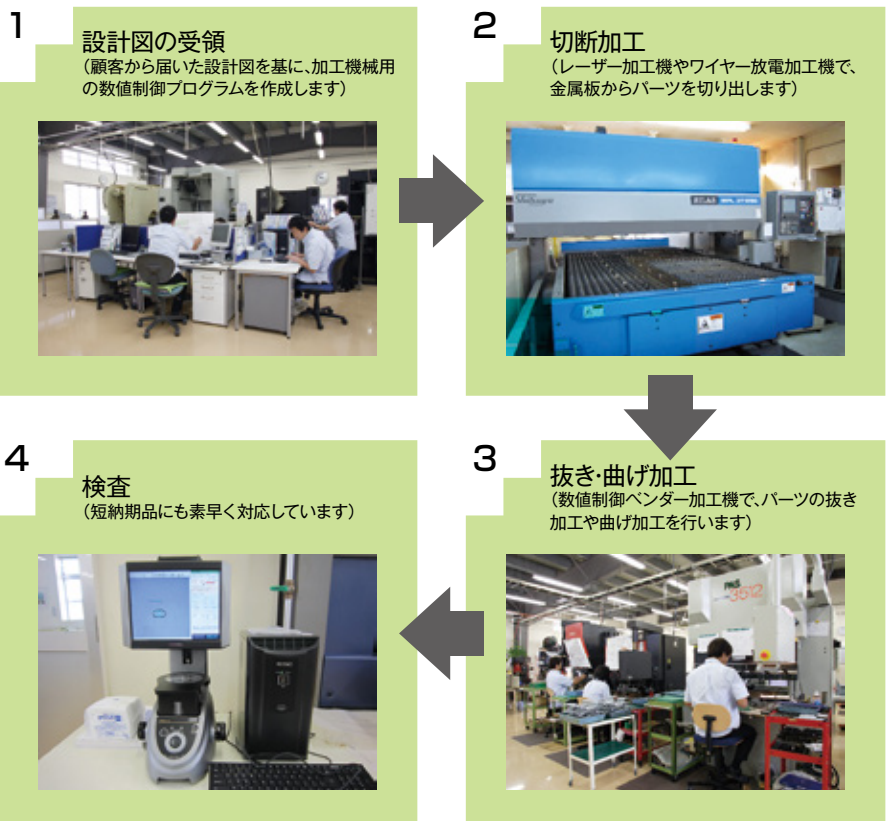 1
設計図の受領
（顧客から届いた設計図を基に、加工機械用
の数値制御プログラムを作成します）
2
切断加工
（レーザー加工機やワイヤー放電加工機で、
金属板からパーツを切り出します）
3
抜き・曲げ加工
（数値制御ベンダー加工機で、パーツの抜き
加工や曲げ加工を行います）
3512
4
検査
（短納期品にも素早く対応しています）